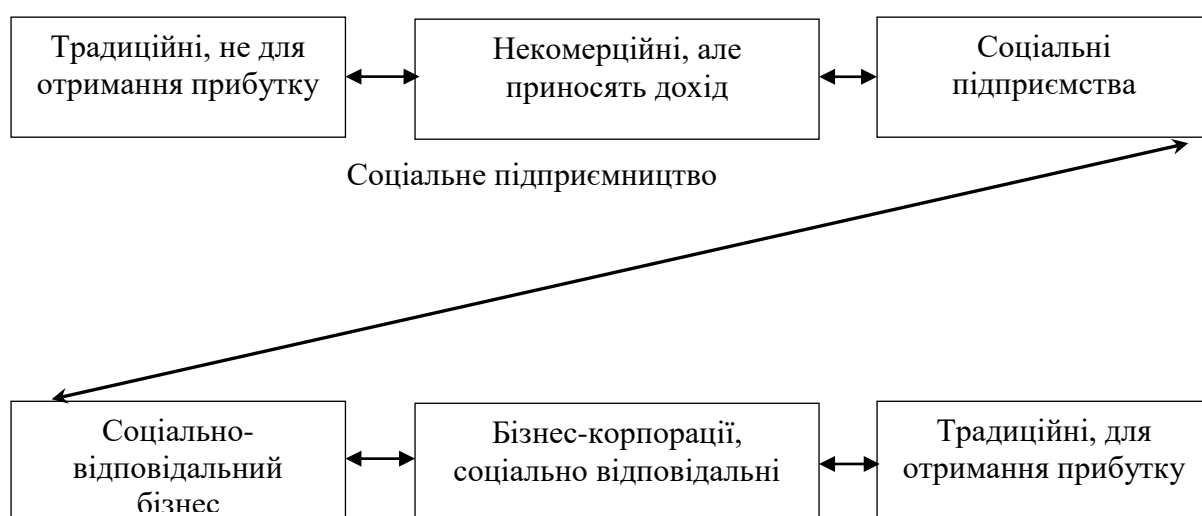 Традиційні, не для
отримання прибутку
Некомерційні, але
приносять дохід
Соціальні
підприємства
Соціальне підприємництво
Соціально-
відповідальний
бізнес
Бізнес-корпорації,
соціально відповідальні
Традиційні, для
отримання прибутку